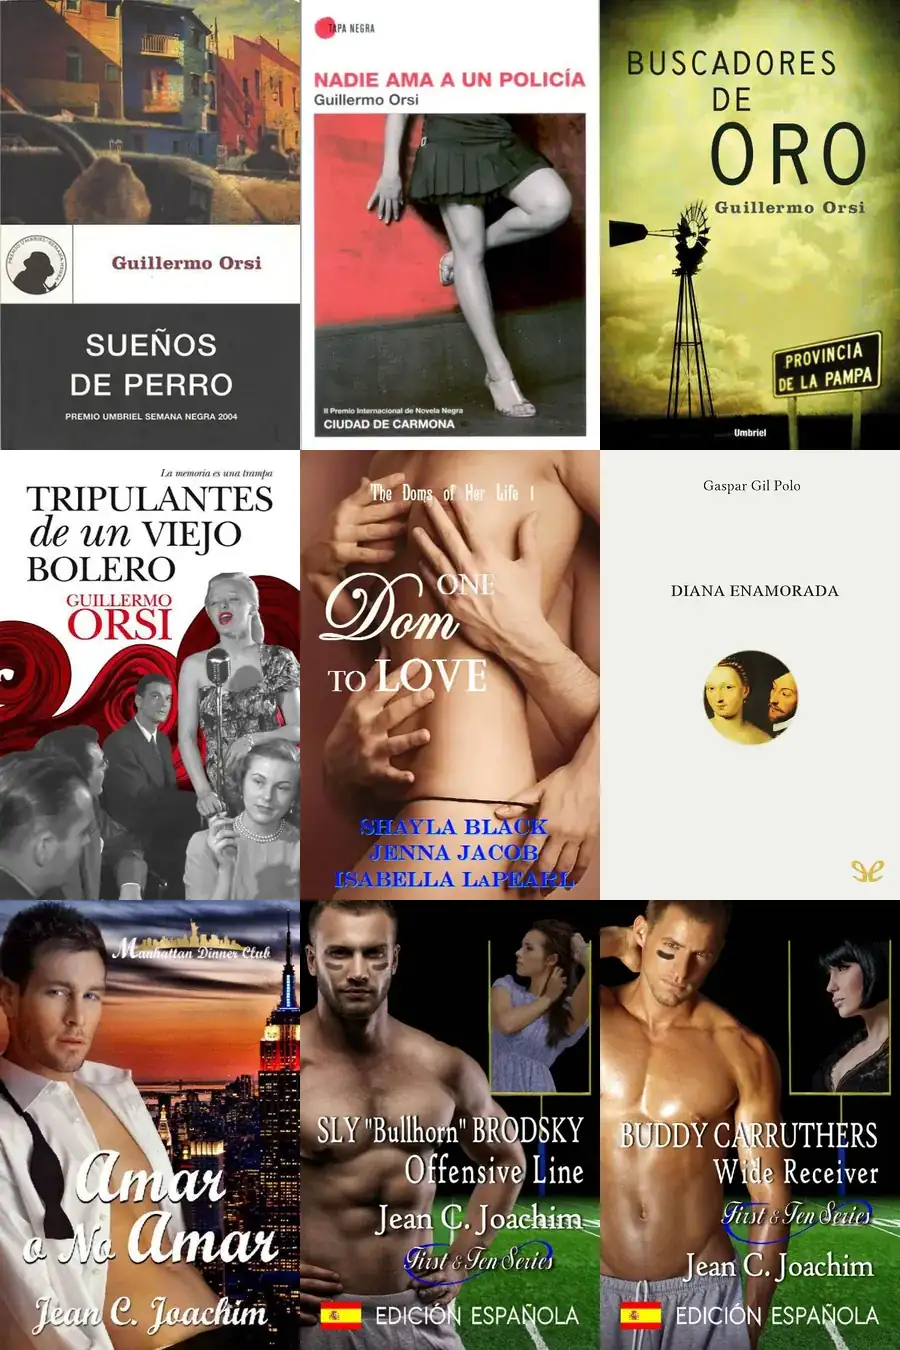 Guillermo Orsi
SUEÑOS
DE PERRO
PREMIO UMBRIEL SEMANA NEGRA 2004
TAPA NEGRA
NADIE AMA A UN POLICÍA
Guillermo Orsi
II Premio Internacional de Novela Negra
CIUDAD DE CARMONA
BUSCADORES
DE
ORO
Guillermo Orsi
PROVINCIA
DE LA PAMPA
Umbriel
La memoria es una trampa
TRIPULANTES
de un VIEJO
BOLERO
GUILLERMO
ORSI
The Doms of Her Life 1
ONE
Dom
TO LOVE
SHAYLA BLACK
JENNA JACOB
ISABELLA LAPEARL
Gaspar Gil Polo
DIANA ENAMORADA
Manhattan Dinner Club
Amar
o No Amar
Jean C. Joachim
SLY "Bullhorn" BRODSKY
Offensive Line
Jean C. Joachim
First & Ten Series
EDICIÓN ESPAÑOLA
BUDDY CARRUTHERS
Wide Receiver
First & Ten Series
Jean C. Joachim
EDICIÓN ESPAÑOLA